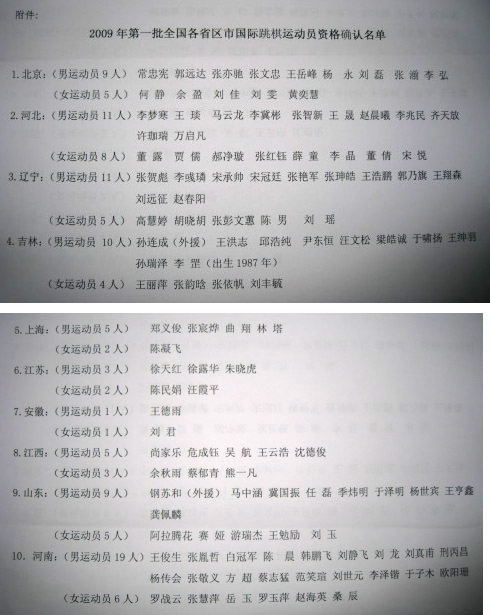 附件:
2009 年第一批全国各省区市国际跳棋运动员资格确认名单
1.北京:(男运动员 9 人) 常忠宪 郭远达 张亦驰 张文忠 王岳峰 杨 永 刘 磊 张 瀚 李 弘
(女运动员 5 人) 何 静 余 盈 刘 佳 刘 雯 黄奕慧
2.河北:(男运动员 11 人) 李梦寒 王 琰 马云龙 李冀彬 张智新 王 晟 赵晨曦 李兆民 齐天放
许珈瑞 万启凡
(女运动员 8 人) 董 露 贾 儒 郝净璇 张红钰 薛 童 李 晶 董 倩 宋 悦
3.辽宁:(男运动员 11 人) 张贺彪 李彧璘 宋承帅 宋冠廷 张艳军 张珅皓 王浩鹏 郭乃旗 王翔森
刘远征 赵春阳
(女运动员 5 人) 高慧婷 胡晓胡 张彭文蕙 陈 男 刘 瑶
4.吉林:(男运动员 10 人) 孙连成(外援) 王洪志 邱浩纯 尹东恒 汪文松 梁皓诚 于啸扬 王绅羽
孙瑞泽 李 罡(出生 1987 年)
(女运动员 4 人) 王丽萍 张韵晗 张依帆 刘丰毓
5.上海:(男运动员 5 人) 郑义俊 张宸烨 曲 翔 林 塔
(女运动员 2 人) 陈凝飞
6.江苏:(男运动员 3 人) 徐天红 徐露华 朱晓虎
(女运动员 2 人) 陈民娟 汪霞平
7.安徽:(男运动员 1 人) 王德雨
(女运动员 1 人) 刘 君
8.江西:(男运动员 5 人) 尚家乐 危成钰 吴 航 王云浩 沈德俊
(女运动员 3 人) 余秋雨 蔡郁青 熊一凡
9.山东:(男运动员 9 人) 钢苏和(外援) 马中涵 冀国振 任 磊 季炜明 于泽明 杨世宾 王亨鑫
龚佩麟
(女运动员 5 人) 阿拉腾花 赛 娅 游瑞杰 王勉励 刘 玉
10. 河南:(男运动员 19 人) 王俊生 张胤哲 白冠军 陈 晨 韩鹏飞 刘静飞 刘 龙 刘真甫 刑丙昌
杨传会 张敬义 方 超 蔡志猛 范笑瑄 刘世元 李泽锴 于子木 欧阳珊
(女运动员 6 人) 罗战云 张慧萍 岳 玉 罗玉萍 赵海英 桑 辰